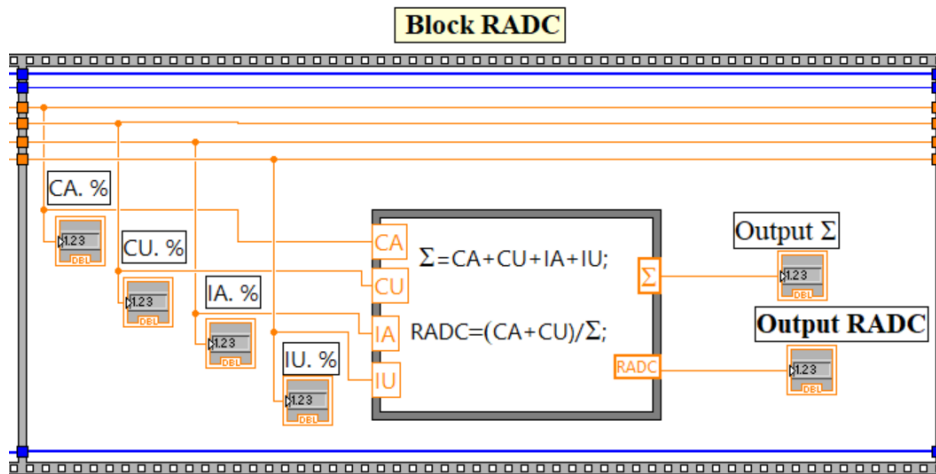 Block RADC
CA. %
1.23
DBL
CU. %
1.23
DBL
IA. %
1.23
DBL
IU. %
1.23
DBL
CA
CU
IA
IU
Σ=CA+CU+IA+IU;
RADC=(CA+CU)/Σ;
Σ
RADC
Output Σ
1.23
DBL
Output RADC
1.23
DBL